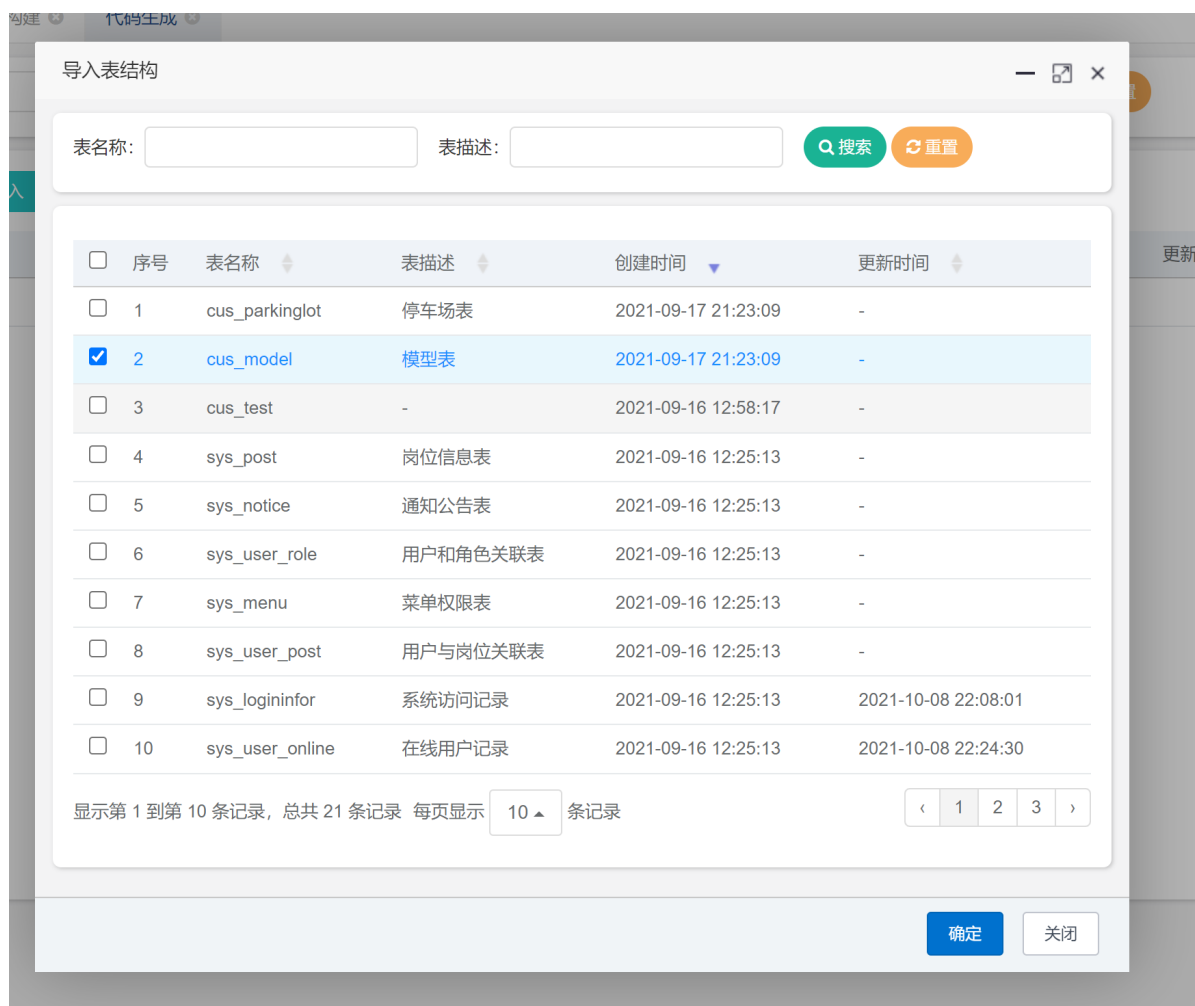 构建 代码生成
导入表结构
置
表名称： 表描述： 搜索 重置
入
序号 表名称 表描述 创建时间 更新时间
更新
1 cus_parkinglot 停车场表 2021-09-17 21:23:09 -
2 cus_model 模型表 2021-09-17 21:23:09 -
3 cus_test - 2021-09-16 12:58:17 -
4 sys_post 岗位信息表 2021-09-16 12:25:13 -
5 sys_notice 通知公告表 2021-09-16 12:25:13 -
6 sys_user_role 用户和角色关联表 2021-09-16 12:25:13 -
7 sys_menu 菜单权限表 2021-09-16 12:25:13 -
8 sys_user_post 用户与岗位关联表 2021-09-16 12:25:13 -
9 sys_logininfor 系统访问记录 2021-09-16 12:25:13 2021-10-08 22:08:01
10 sys_user_online 在线用户记录 2021-09-16 12:25:13 2021-10-08 22:24:30
显示第 1 到第 10 条记录，总共 21 条记录 每页显示 10 条记录 ‹ 1 2 3 ›
确定 关闭